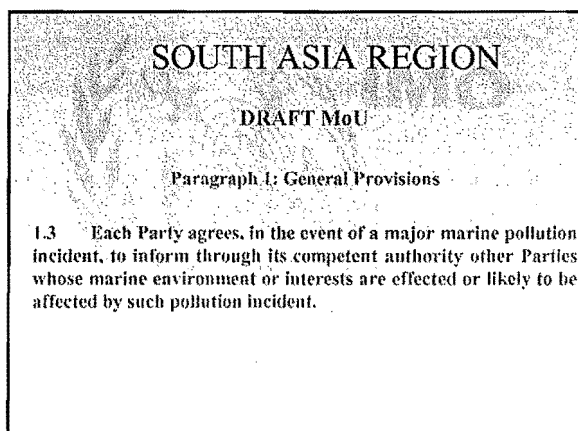 SOUTH ASIA REGION
DRAFT MoU
Paragraph 1: General Provisions
1.3 Each Party agrees, in the event of a major marine pollution
incident, to inform through its competent authority other Parties
whose marine environment or interests are effected or likely to be
affected by such pollution incident.